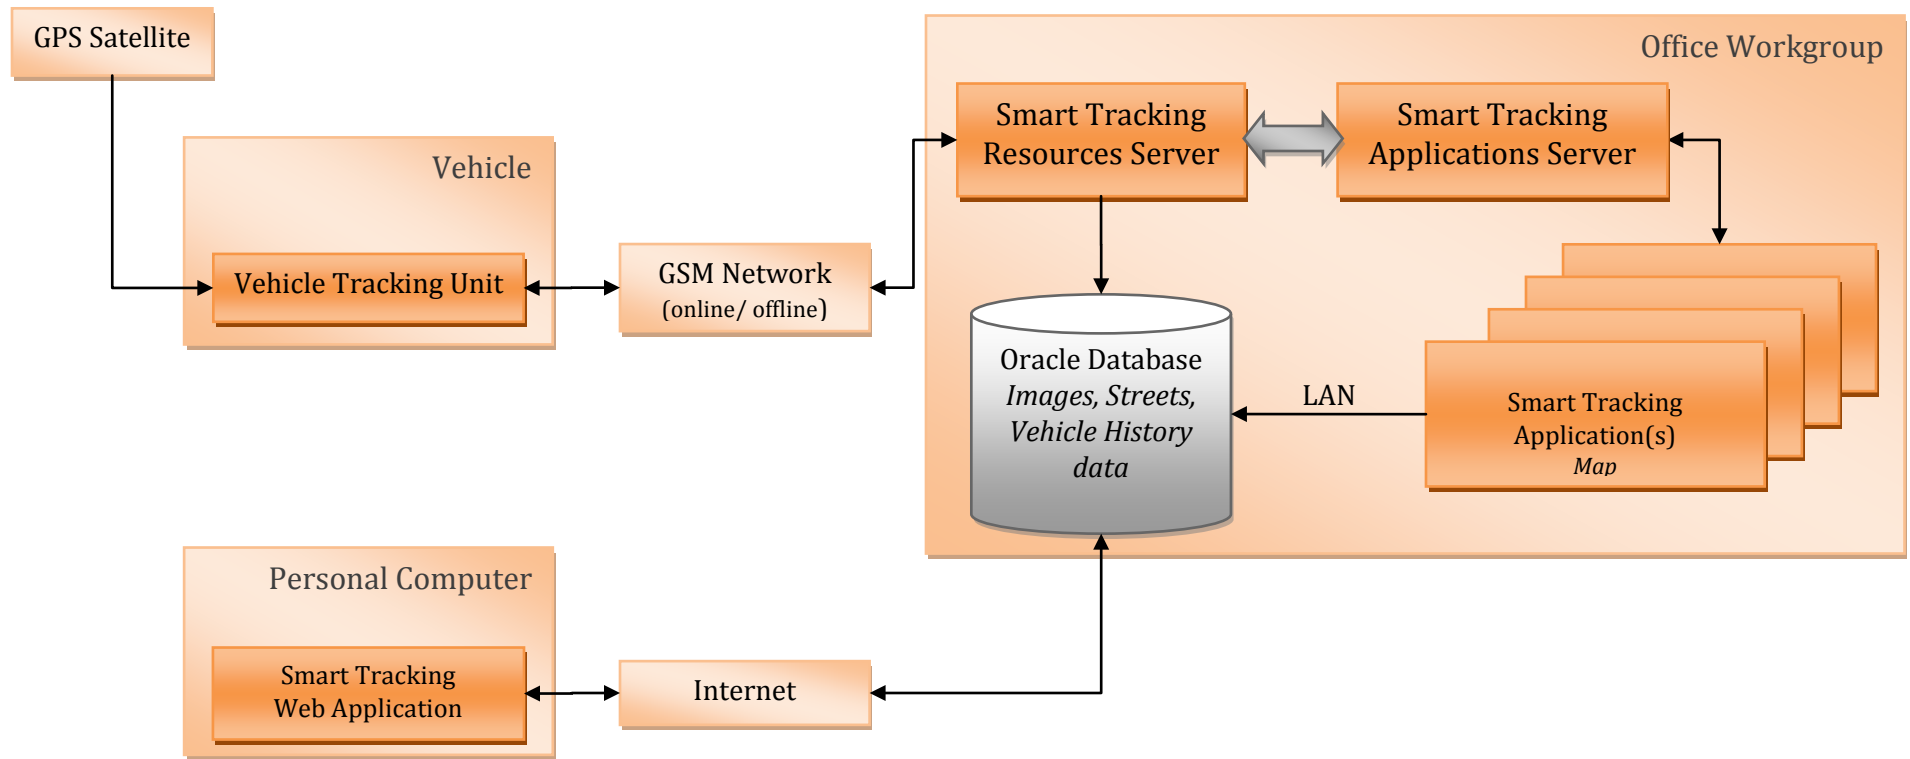 GPS Satellite
Vehicle
Vehicle Tracking Unit
GSM Network
(online/ offline)
Office Workgroup
Smart Tracking
Resources Server
Smart Tracking
Applications Server
Oracle Database
Images, Streets,
Vehicle History
data
LAN
Smart Tracking
Application(s)
Map
Personal Computer
Smart Tracking
Web Application
Internet